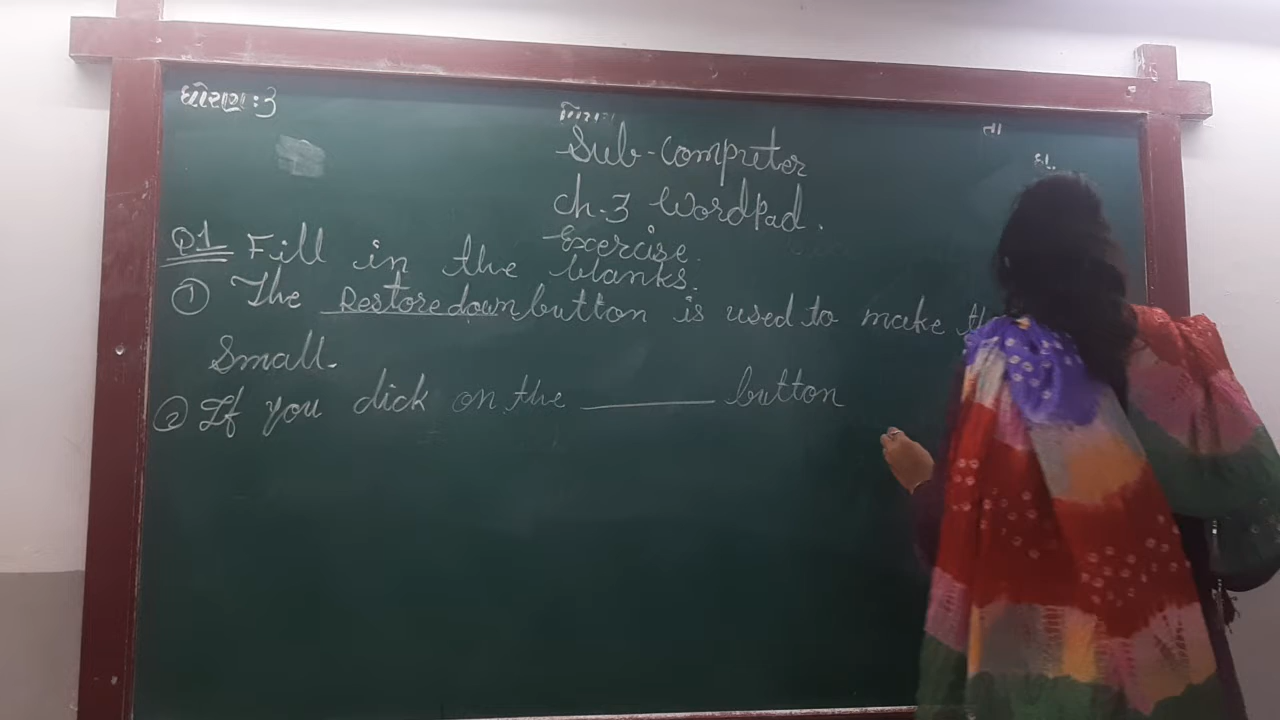 ધોરણ : 3
વિષય તા
Sub-Computer
ch.3 Wordpad.
Exercise.
Q1 Fill in the blanks.
① The Restore down button is used to make
Small.
② If you click on the ______ button